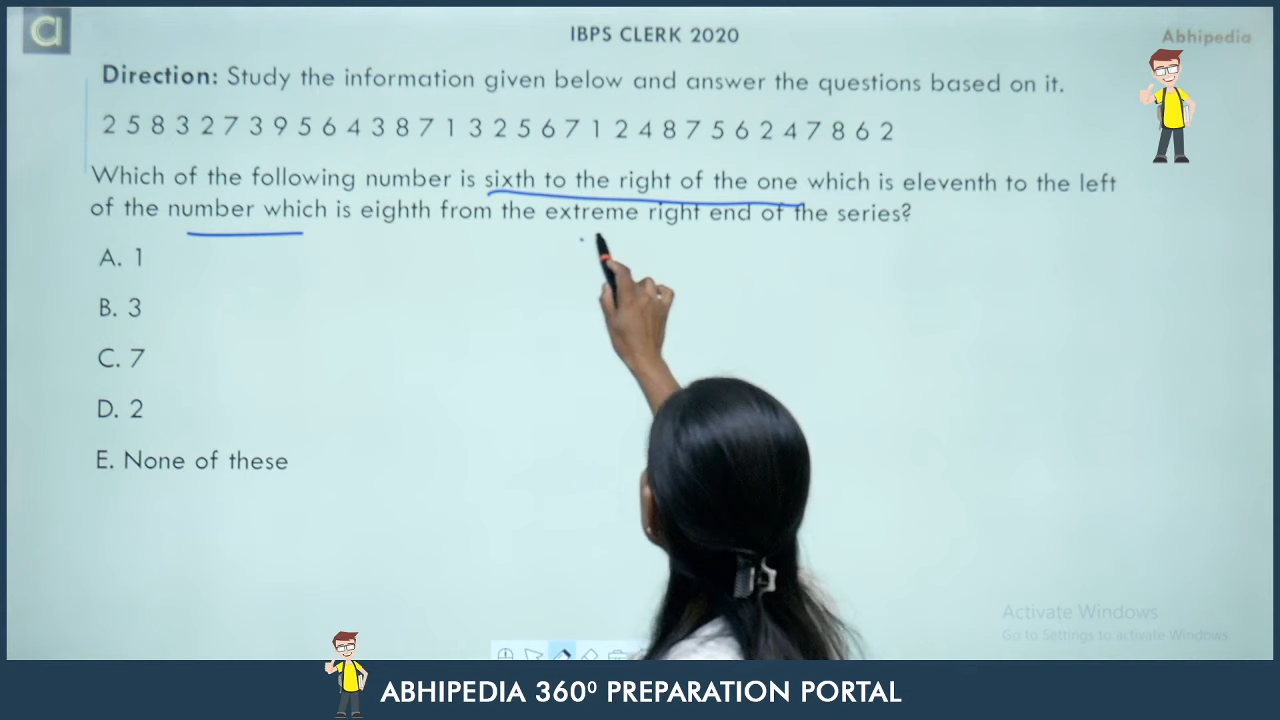 a
IBPS CLERK 2020
Abhipedia
Direction: Study the information given below and answer the questions based on it.
2 5 8 3 2 7 3 9 5 6 4 3 8 7 1 3 2 5 6 7 1 2 4 8 7 5 6 2 4 7 8 6 2
Which of the following number is sixth to the right of the one which is eleventh to the left
of the number which is eighth from the extreme right end of the series?
A. 1
B. 3
C. 7
D. 2
E. None of these
Activate Windows
Go to Settings to activate Windows.
ABHIPEDIA 360⁰ PREPARATION PORTAL